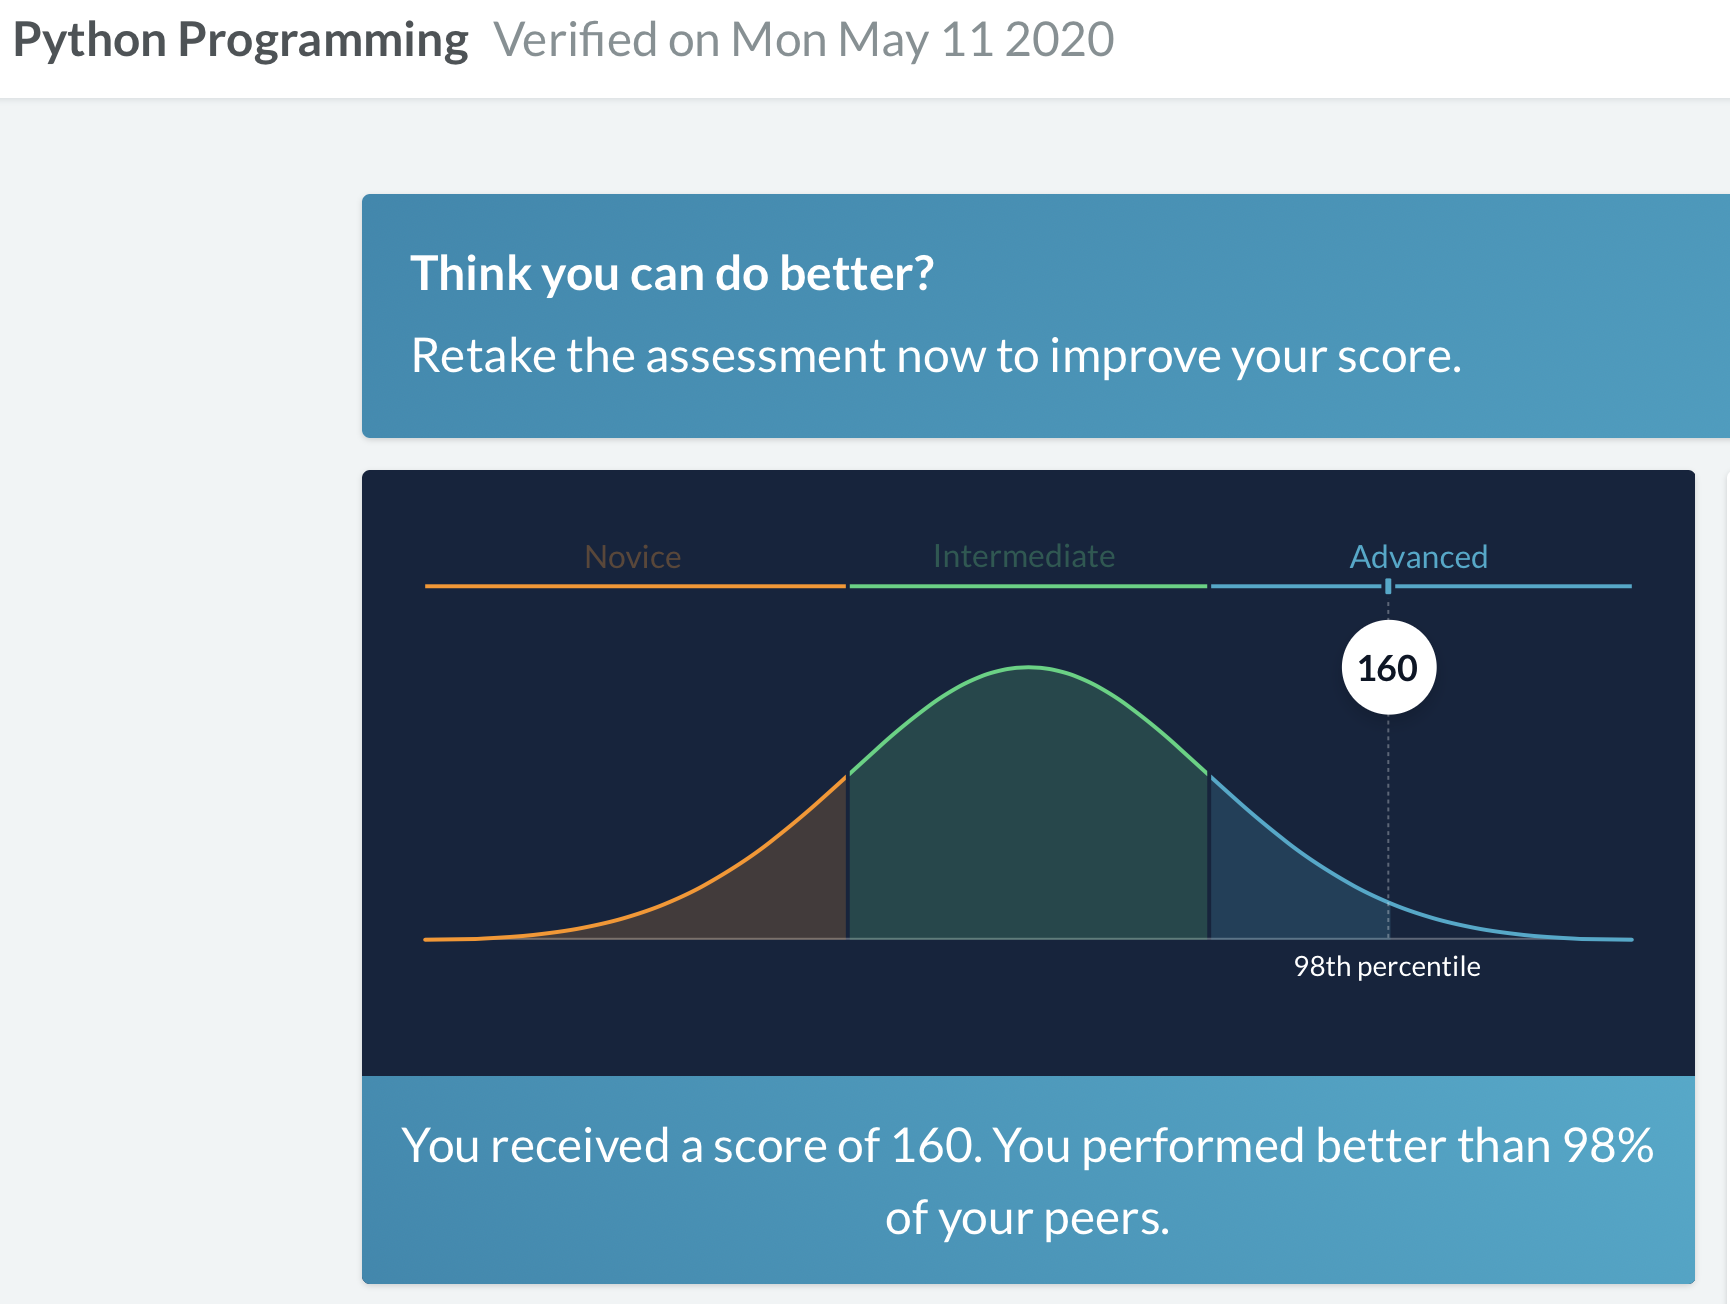 Python Programming Verified on Mon May 11 2020
Think you can do better?
Retake the assessment now to improve your score.
Novice Intermediate Advanced
160
98th percentile
You received a score of 160. You performed better than 98%
of your peers.